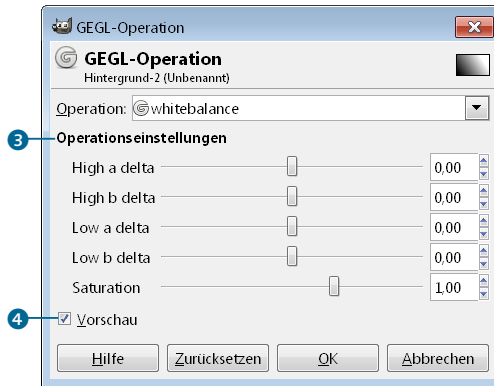 GEGL-Operation
GEGL-Operation
Hintergrund-2 (Unbenannt)
Operation: whitebalance
3 Operationseinstellungen
High a delta 0,00
High b delta 0,00
Low a delta 0,00
Low b delta 0,00
Saturation 1,00
4 Vorschau
Hilfe Zurücksetzen OK Abbrechen